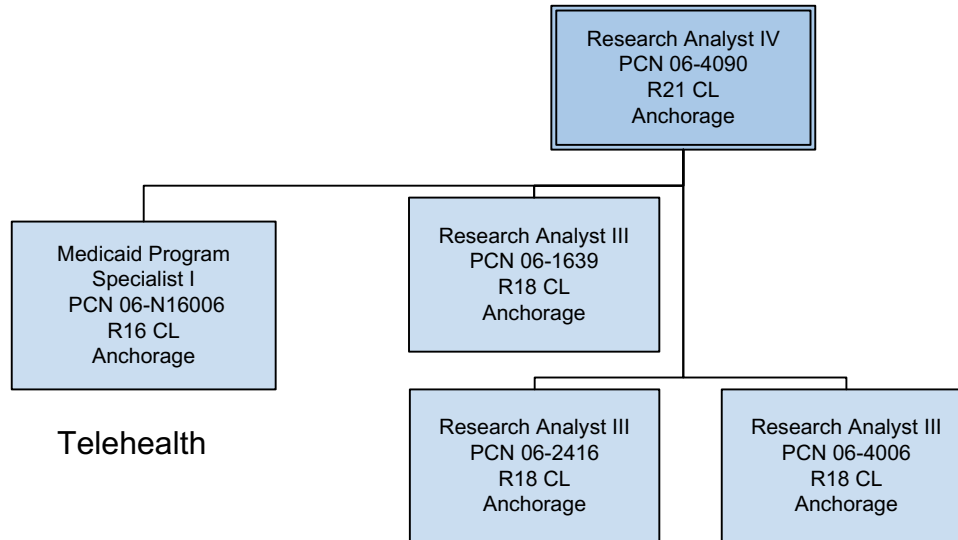 Research Analyst IV
PCN 06-4090
R21 CL
Anchorage
Medicaid Program
Specialist I
PCN 06-N16006
R16 CL
Anchorage
Research Analyst III
PCN 06-1639
R18 CL
Anchorage
Telehealth
Research Analyst III
PCN 06-2416
R18 CL
Anchorage
Research Analyst III
PCN 06-4006
R18 CL
Anchorage